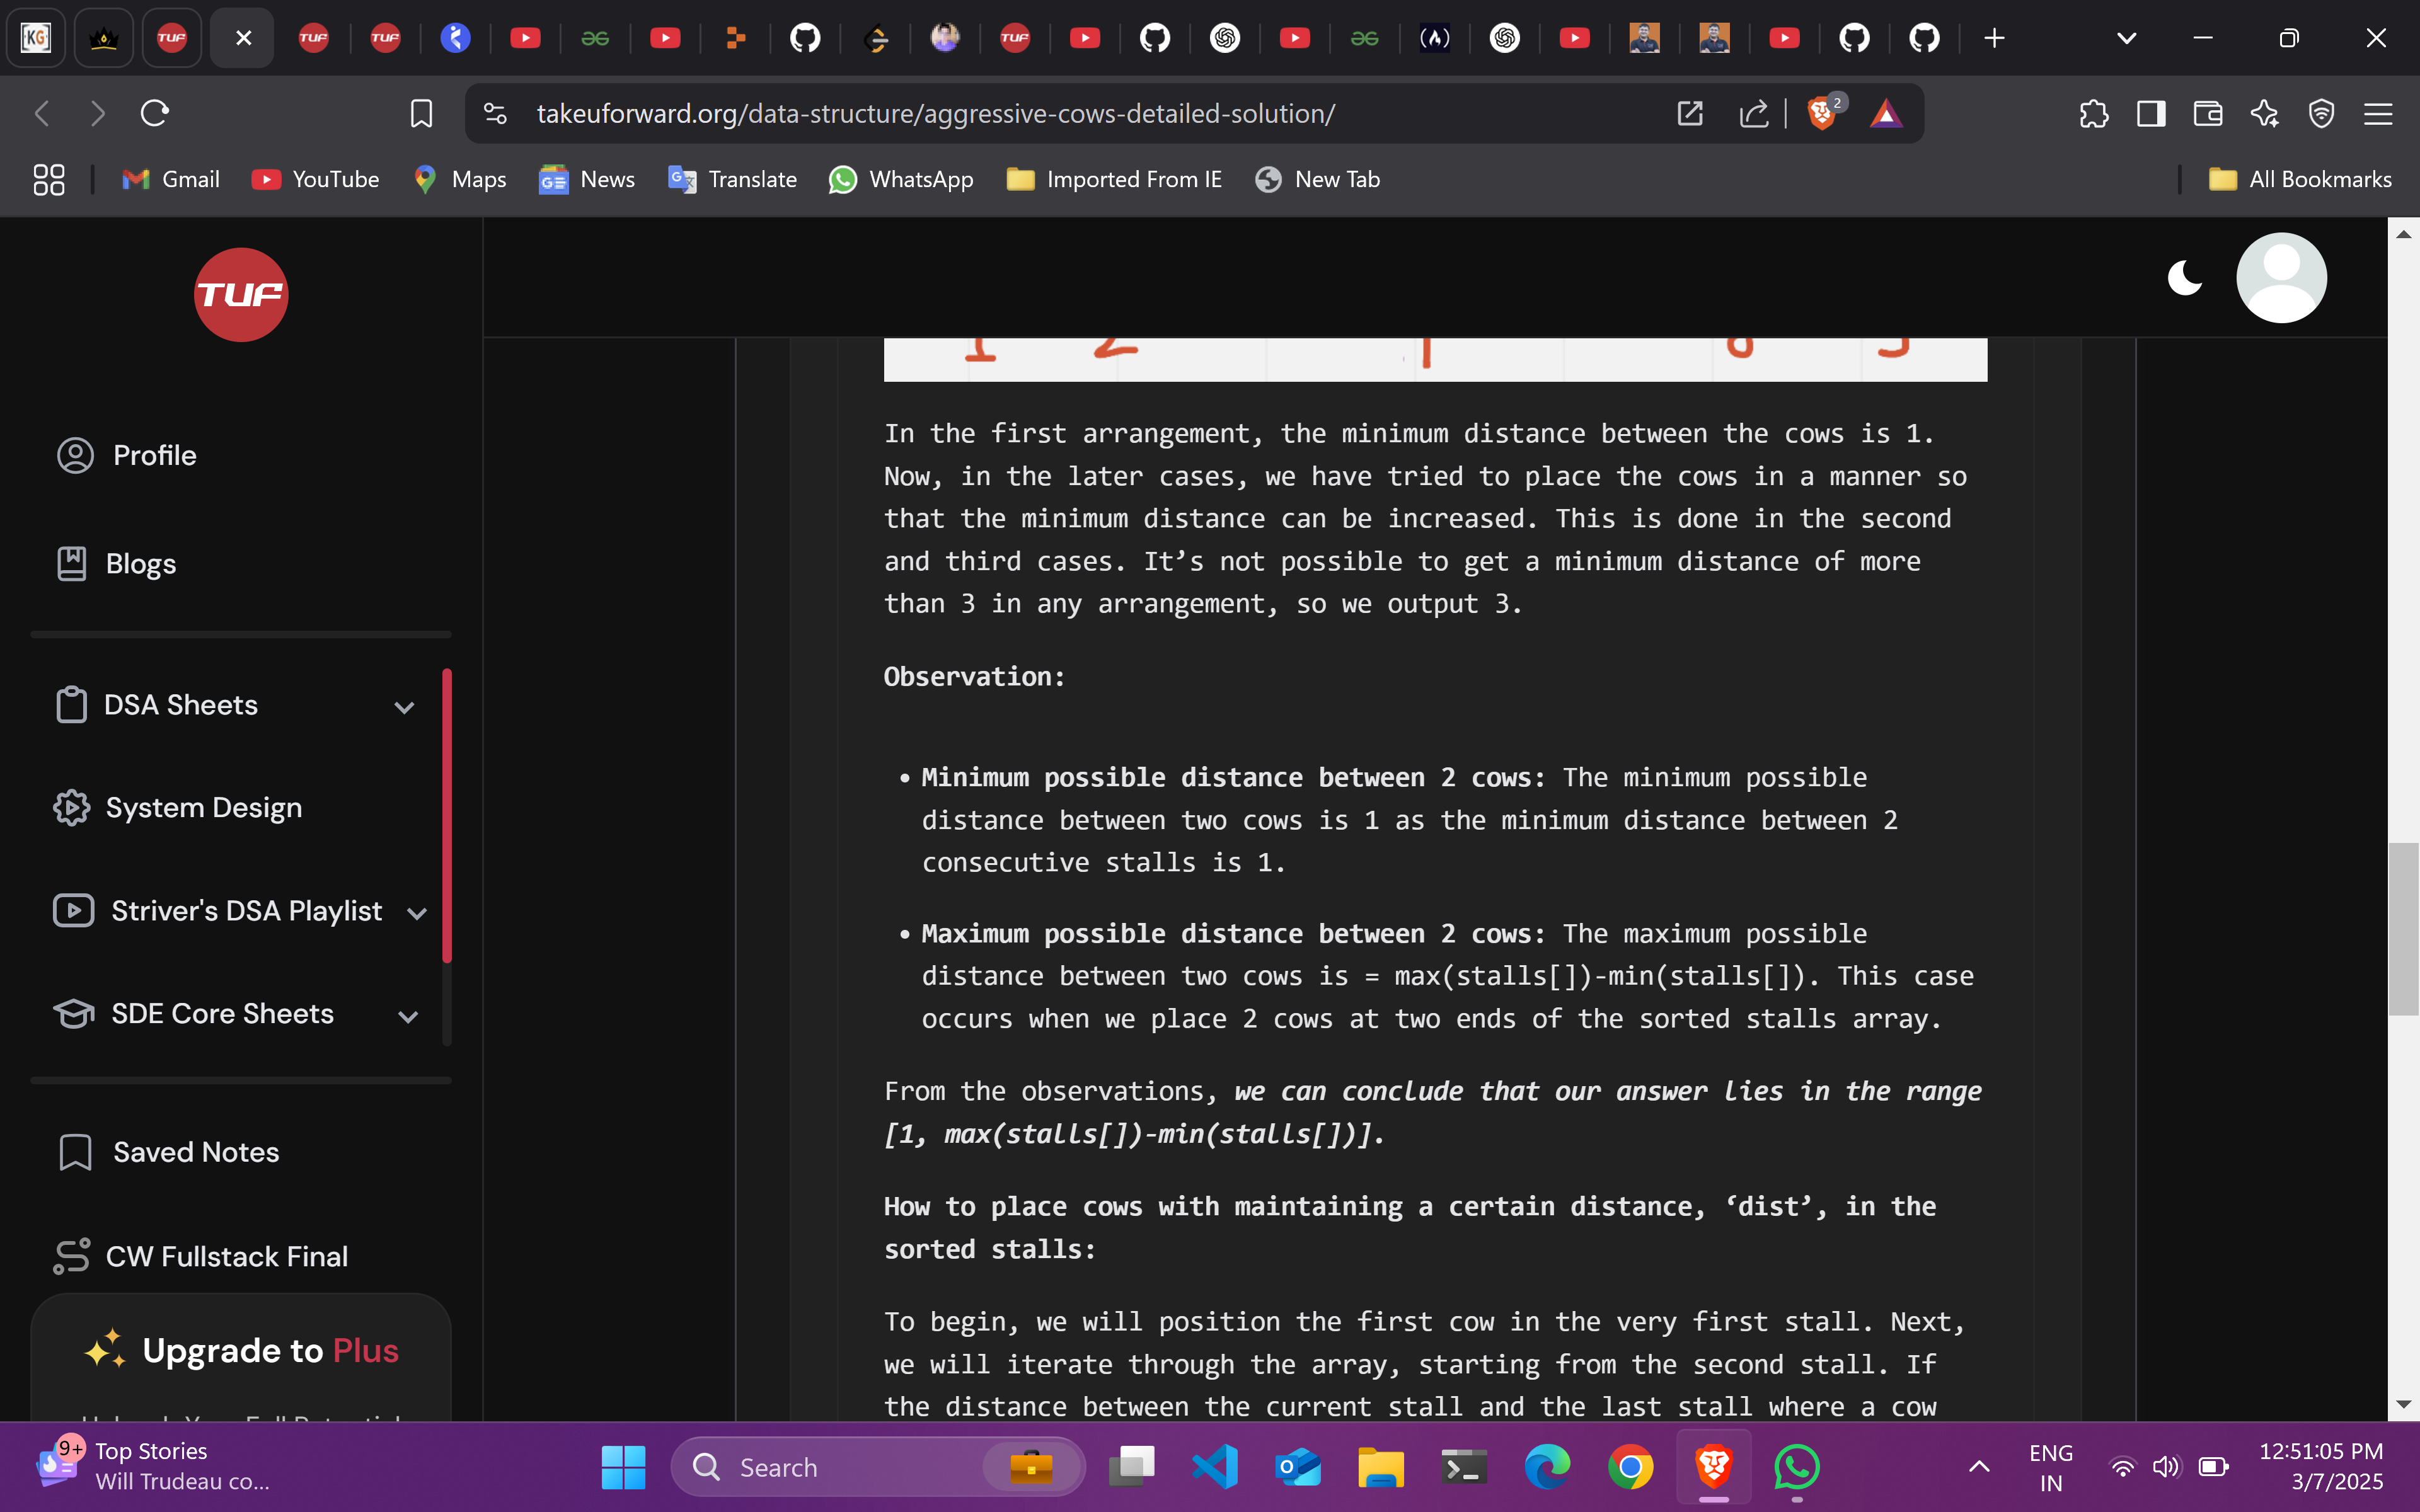 KG
TUF
takeuforward.org/data-structure/aggressive-cows-detailed-solution/
2
Gmail
YouTube
Maps
News
Translate
WhatsApp
Imported From IE
New Tab
All Bookmarks
TUF
Profile
Blogs
DSA Sheets
System Design
Striver's DSA Playlist
SDE Core Sheets
Saved Notes
CW Fullstack Final
Upgrade to Plus
In the first arrangement, the minimum distance between the cows is 1.
Now, in the later cases, we have tried to place the cows in a manner so
that the minimum distance can be increased. This is done in the second
and third cases. It’s not possible to get a minimum distance of more
than 3 in any arrangement, so we output 3.
Observation:
• Minimum possible distance between 2 cows: The minimum possible
distance between two cows is 1 as the minimum distance between 2
consecutive stalls is 1.
• Maximum possible distance between 2 cows: The maximum possible
distance between two cows is = max(stalls[])-min(stalls[]). This case
occurs when we place 2 cows at two ends of the sorted stalls array.
From the observations, we can conclude that our answer lies in the range
[1, max(stalls[])-min(stalls[])].
How to place cows with maintaining a certain distance, ‘dist’, in the
sorted stalls:
To begin, we will position the first cow in the very first stall. Next,
we will iterate through the array, starting from the second stall. If
the distance between the current stall and the last stall where a cow
9+
Top Stories
Will Trudeau co...
Search
ENG
IN
12:51:05 PM
3/7/2025